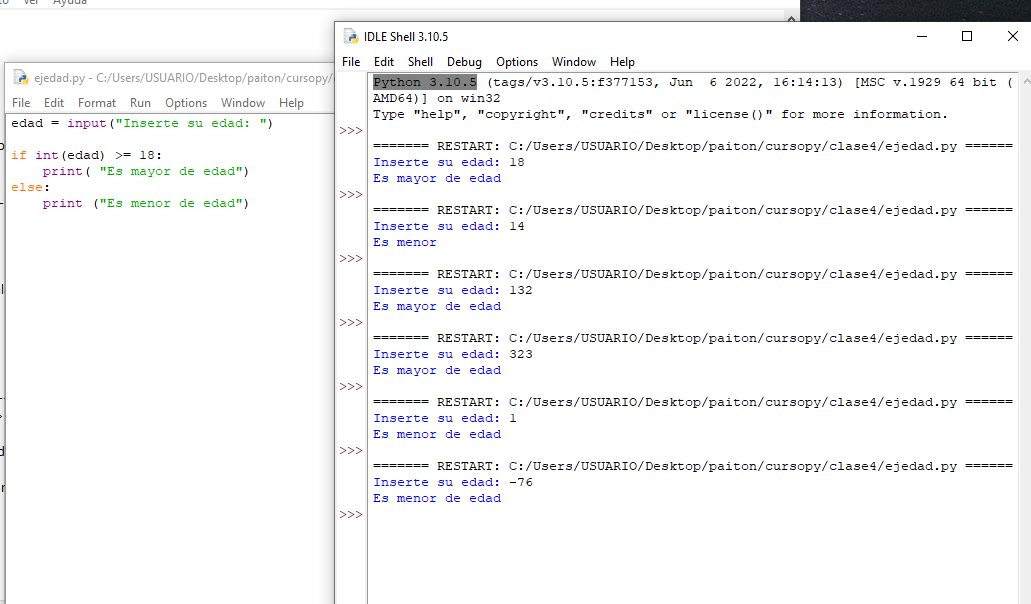 Ver Ayuda
ejedad.py - C:/Users/USUARIO/Desktop/paiton/cursopy/
File Edit Format Run Options Window Help
edad = input("Inserte su edad: ")
if int(edad) >= 18:
    print( "Es mayor de edad")
else:
    print ("Es menor de edad")
IDLE Shell 3.10.5
File Edit Shell Debug Options Window Help
Python 3.10.5 (tags/v3.10.5:f377153, Jun  6 2022, 16:14:13) [MSC v.1929 64 bit (
AMD64)] on win32
Type "help", "copyright", "credits" or "license()" for more information.
>>>
======= RESTART: C:/Users/USUARIO/Desktop/paiton/cursopy/clase4/ejedad.py ======
Inserte su edad: 18
Es mayor de edad
>>>
======= RESTART: C:/Users/USUARIO/Desktop/paiton/cursopy/clase4/ejedad.py ======
Inserte su edad: 14
Es menor
>>>
======= RESTART: C:/Users/USUARIO/Desktop/paiton/cursopy/clase4/ejedad.py ======
Inserte su edad: 132
Es mayor de edad
>>>
======= RESTART: C:/Users/USUARIO/Desktop/paiton/cursopy/clase4/ejedad.py ======
Inserte su edad: 323
Es mayor de edad
>>>
======= RESTART: C:/Users/USUARIO/Desktop/paiton/cursopy/clase4/ejedad.py ======
Inserte su edad: 1
Es menor de edad
>>>
======= RESTART: C:/Users/USUARIO/Desktop/paiton/cursopy/clase4/ejedad.py ======
Inserte su edad: -76
Es menor de edad
>>>